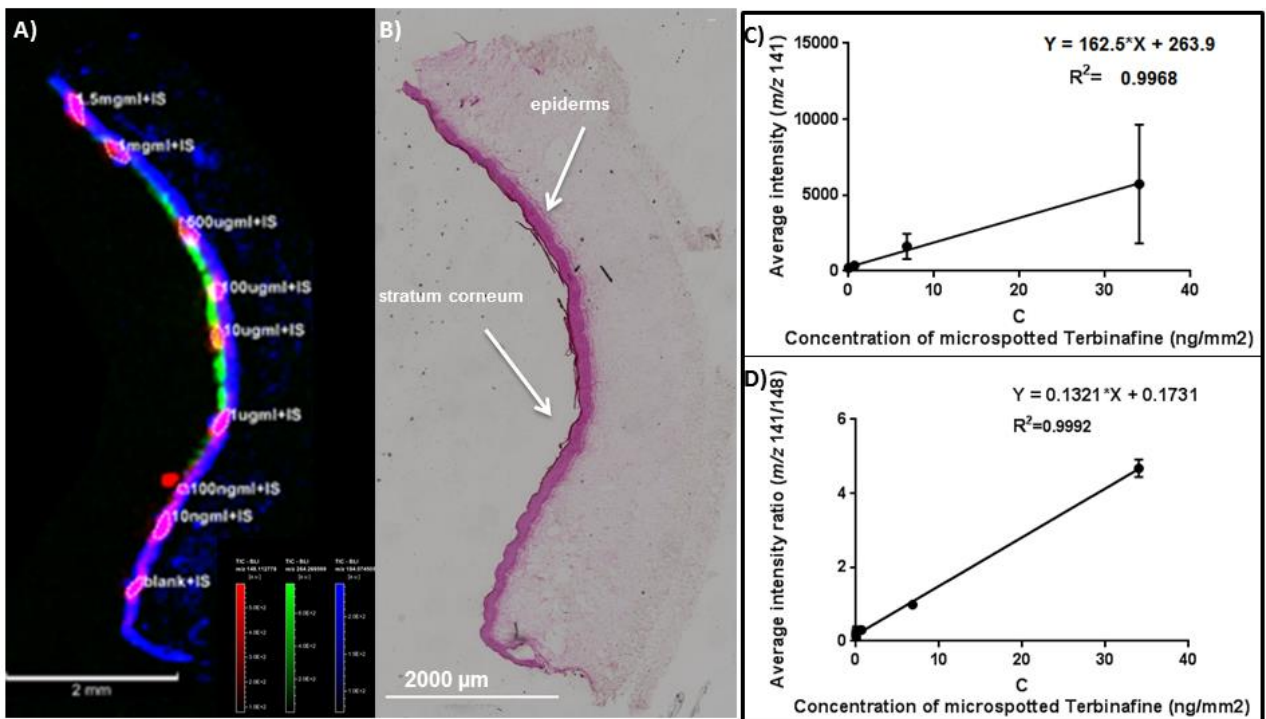 A)
1.5mgml+IS
1mgml+IS
500ugml+IS
100ugml+IS
10ugml+IS
1ugml+IS
100ngml+IS
10ngml+IS
blank+IS
2 mm
B)
epiderms
stratum corneum
2000 µm
C)
Y = 162.5*X + 263.9
R2= 0.9968
Average intensity (m/z 141)
15000
10000
5000
0
0 10 20 30 40
C
Concentration of microspotted Terbinafine (ng/mm2)
D)
Y = 0.1321*X + 0.1731
R2=0.9992
Average intensity ratio (m/z 141/148)
6
4
2
0
0 10 20 30 40
C
Concentration of microspotted Terbinafine (ng/mm2)